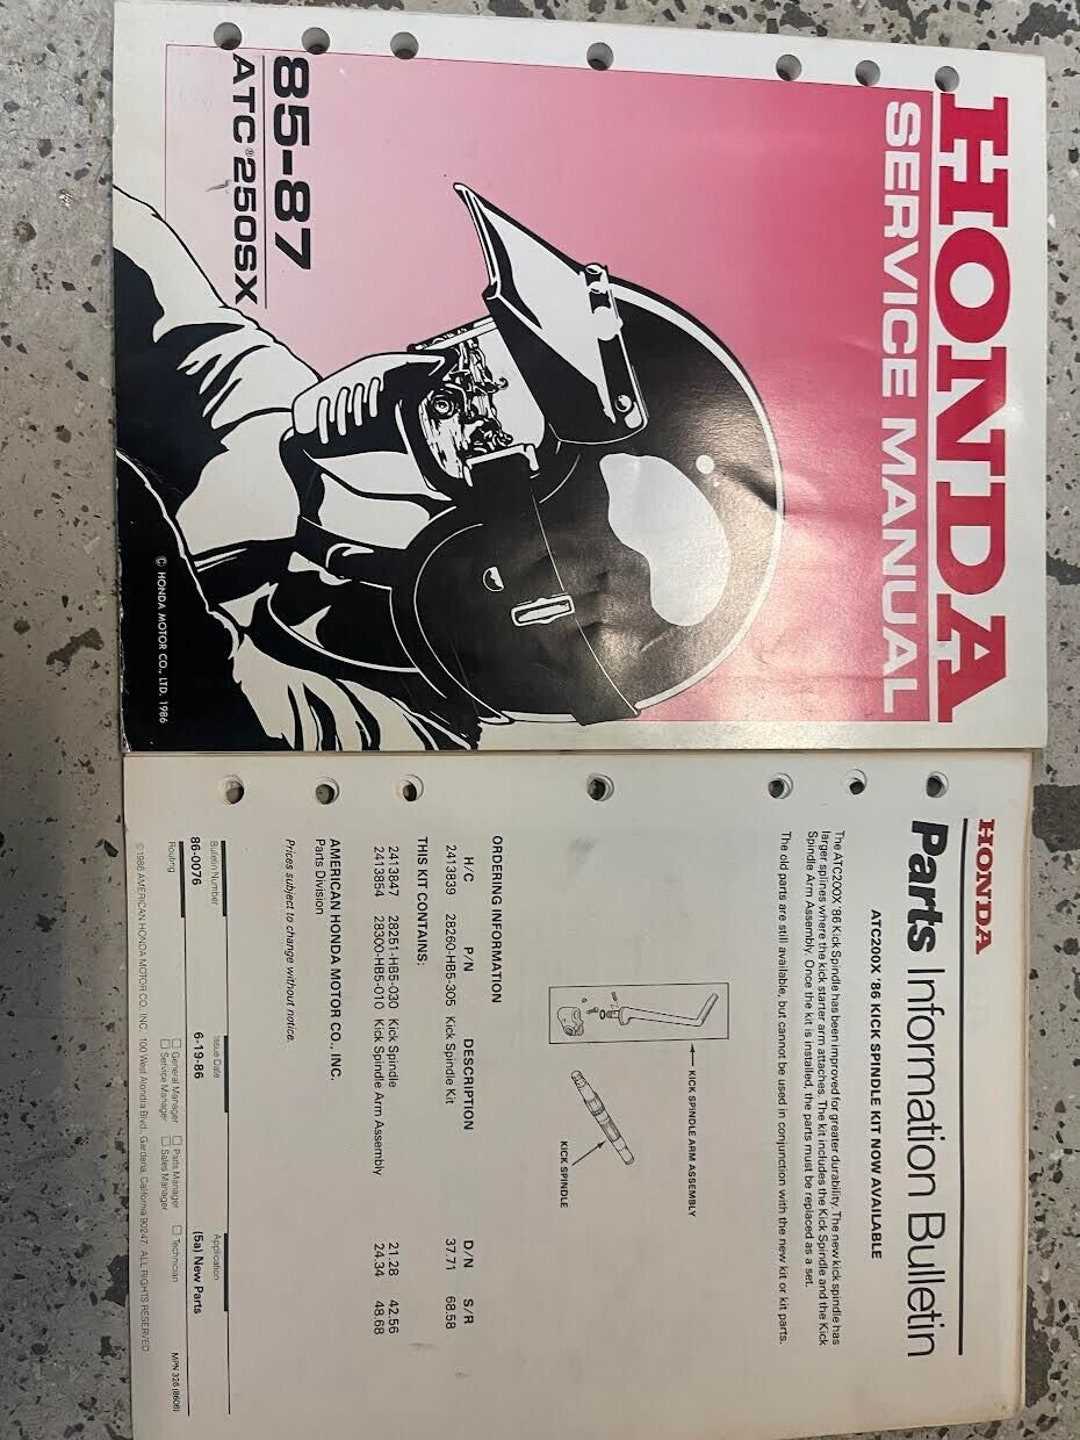 HONDA
SERVICE MANUAL
85-87
ATC® 250SX
© HONDA MOTOR CO., LTD. 1986
HONDA
Parts Information Bulletin
ATC200X '86 KICK SPINDLE KIT NOW AVAILABLE
The ATC200X '86 Kick Spindle has been improved for greater durability. The new kick spindle has
larger splines where the kick starter arm attaches. The kit includes the Kick Spindle and the Kick
Spindle Arm Assembly. Once the kit is installed, the parts must be replaced as a set.
The old parts are still available, but cannot be used in conjunction with the new kit or kit parts.
KICK SPINDLE ARM ASSEMBLY
KICK SPINDLE
ORDERING INFORMATION
H/C P/N DESCRIPTION D/N S/R
2413839 28260-HB5-305 Kick Spindle Kit 37.71 68.58
THIS KIT CONTAINS:
2413847 28251-HB5-030 Kick Spindle 21.28 42.56
2413854 28300-HB5-010 Kick Spindle Arm Assembly 24.34 48.68
AMERICAN HONDA MOTOR CO., INC.
Parts Division
Prices subject to change without notice.
Bulletin Number Issue Date Application
86-0076 6-19-86 (5a) New Parts
Routing General Manager Parts Manager Technician
Service Manager Sales Manager
MPN 326 (8606)
© 1986 AMERICAN HONDA MOTOR CO., INC. 100 West Alondra Blvd., Gardena, California 90247 ALL RIGHTS RESERVED